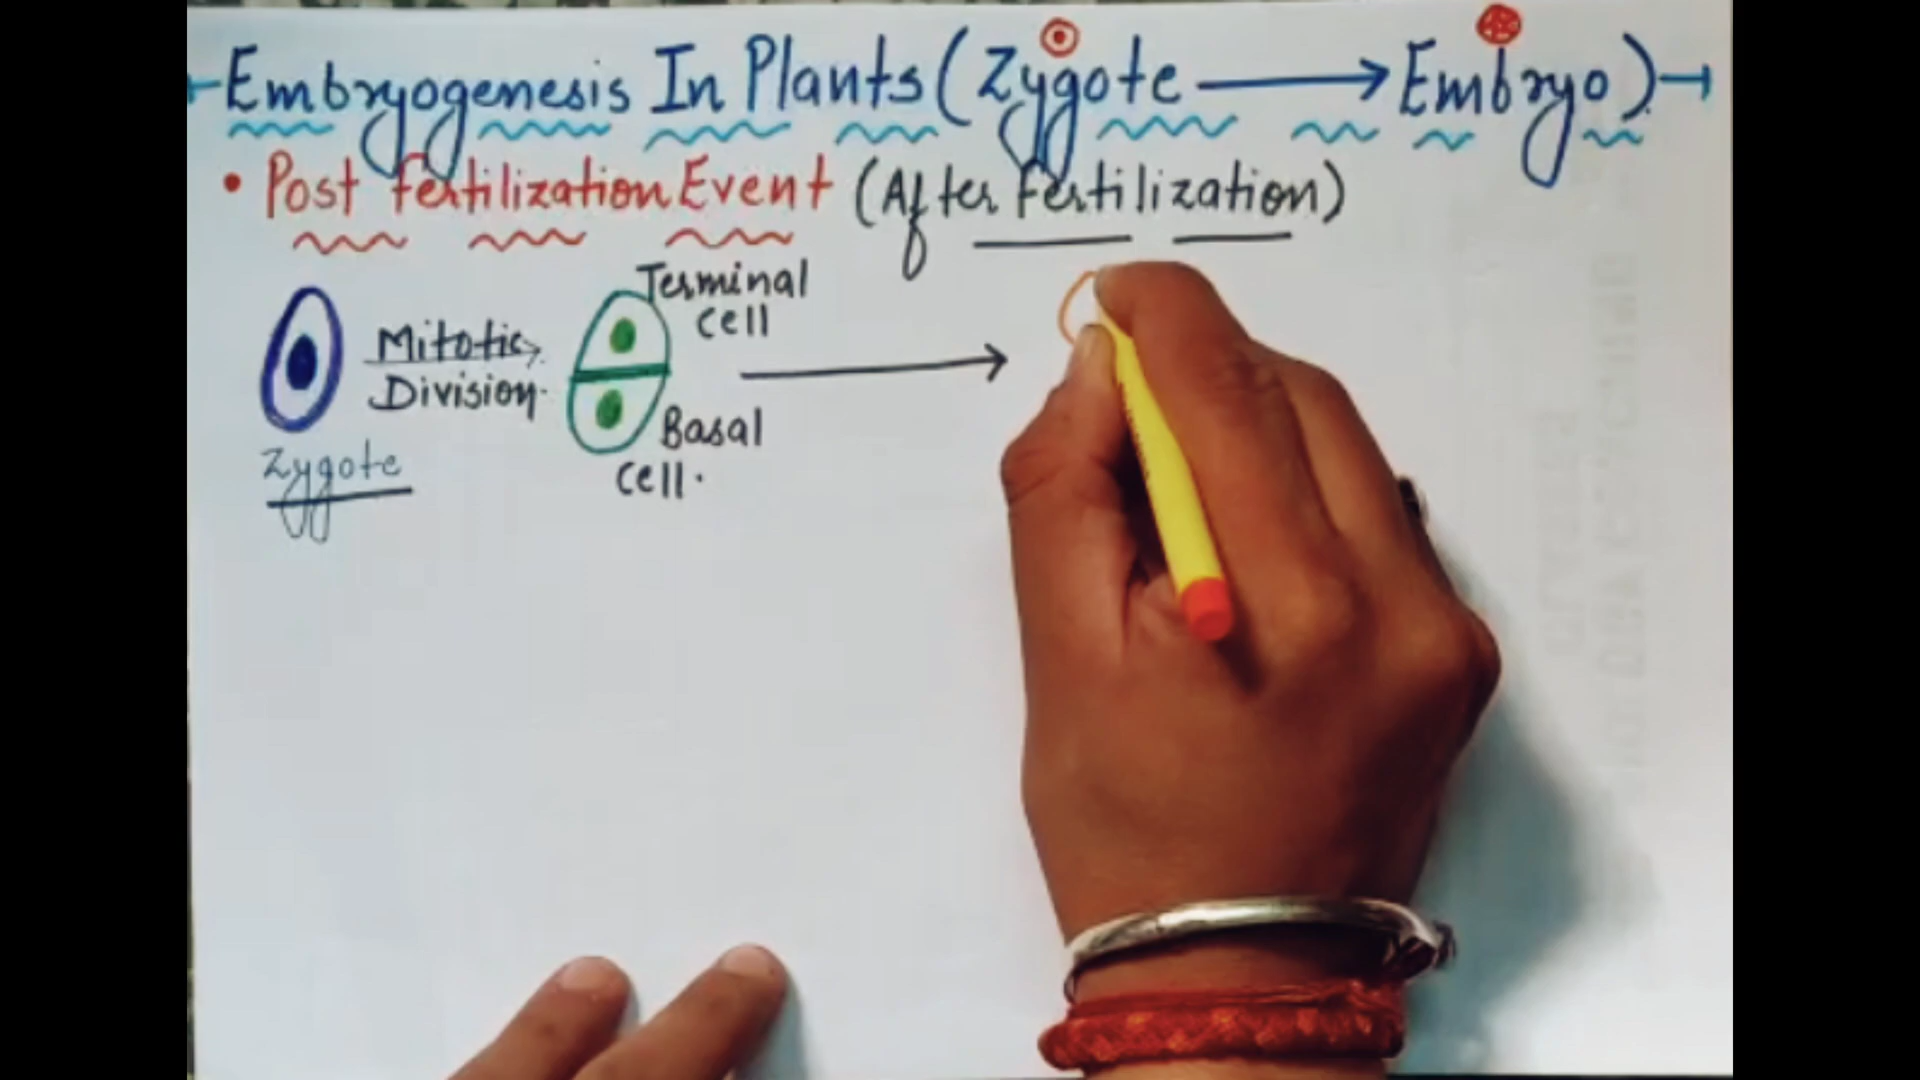 Embryogenesis In Plants (Zygote → Embryo)
• Post fertilization Event (After Fertilization)
Terminal
cell
Mitotic
Division.
Basal
cell.
Zygote